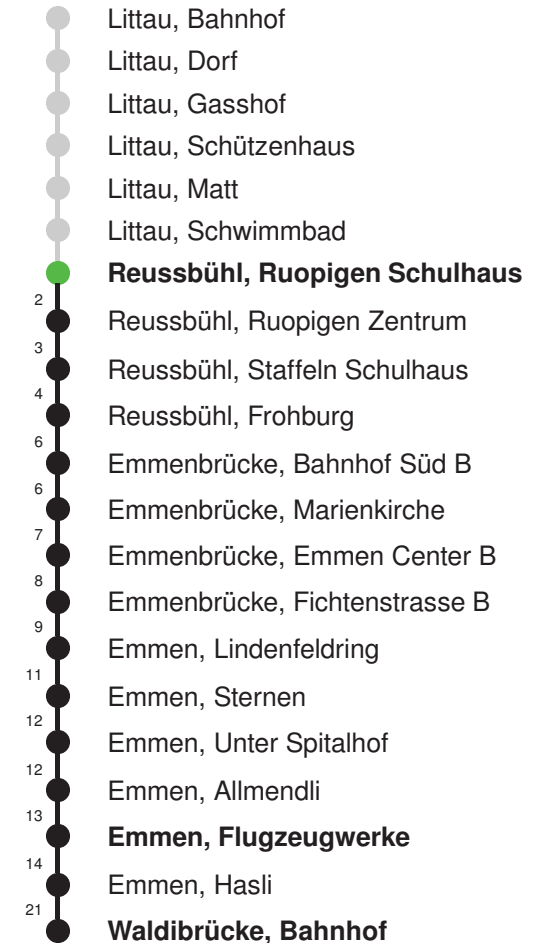 Littau, Bahnhof
Littau, Dorf
Littau, Gasshof
Littau, Schützenhaus
Littau, Matt
Littau, Schwimmbad
Reussbühl, Ruopigen Schulhaus
2
Reussbühl, Ruopigen Zentrum
3
Reussbühl, Staffeln Schulhaus
4
Reussbühl, Frohburg
6
Emmenbrücke, Bahnhof Süd B
6
Emmenbrücke, Marienkirche
7
Emmenbrücke, Emmen Center B
8
Emmenbrücke, Fichtenstrasse B
9
Emmen, Lindenfeldring
11
Emmen, Sternen
12
Emmen, Unter Spitalhof
12
Emmen, Allmendli
13
Emmen, Flugzeugwerke
14
Emmen, Hasli
21
Waldibrücke, Bahnhof